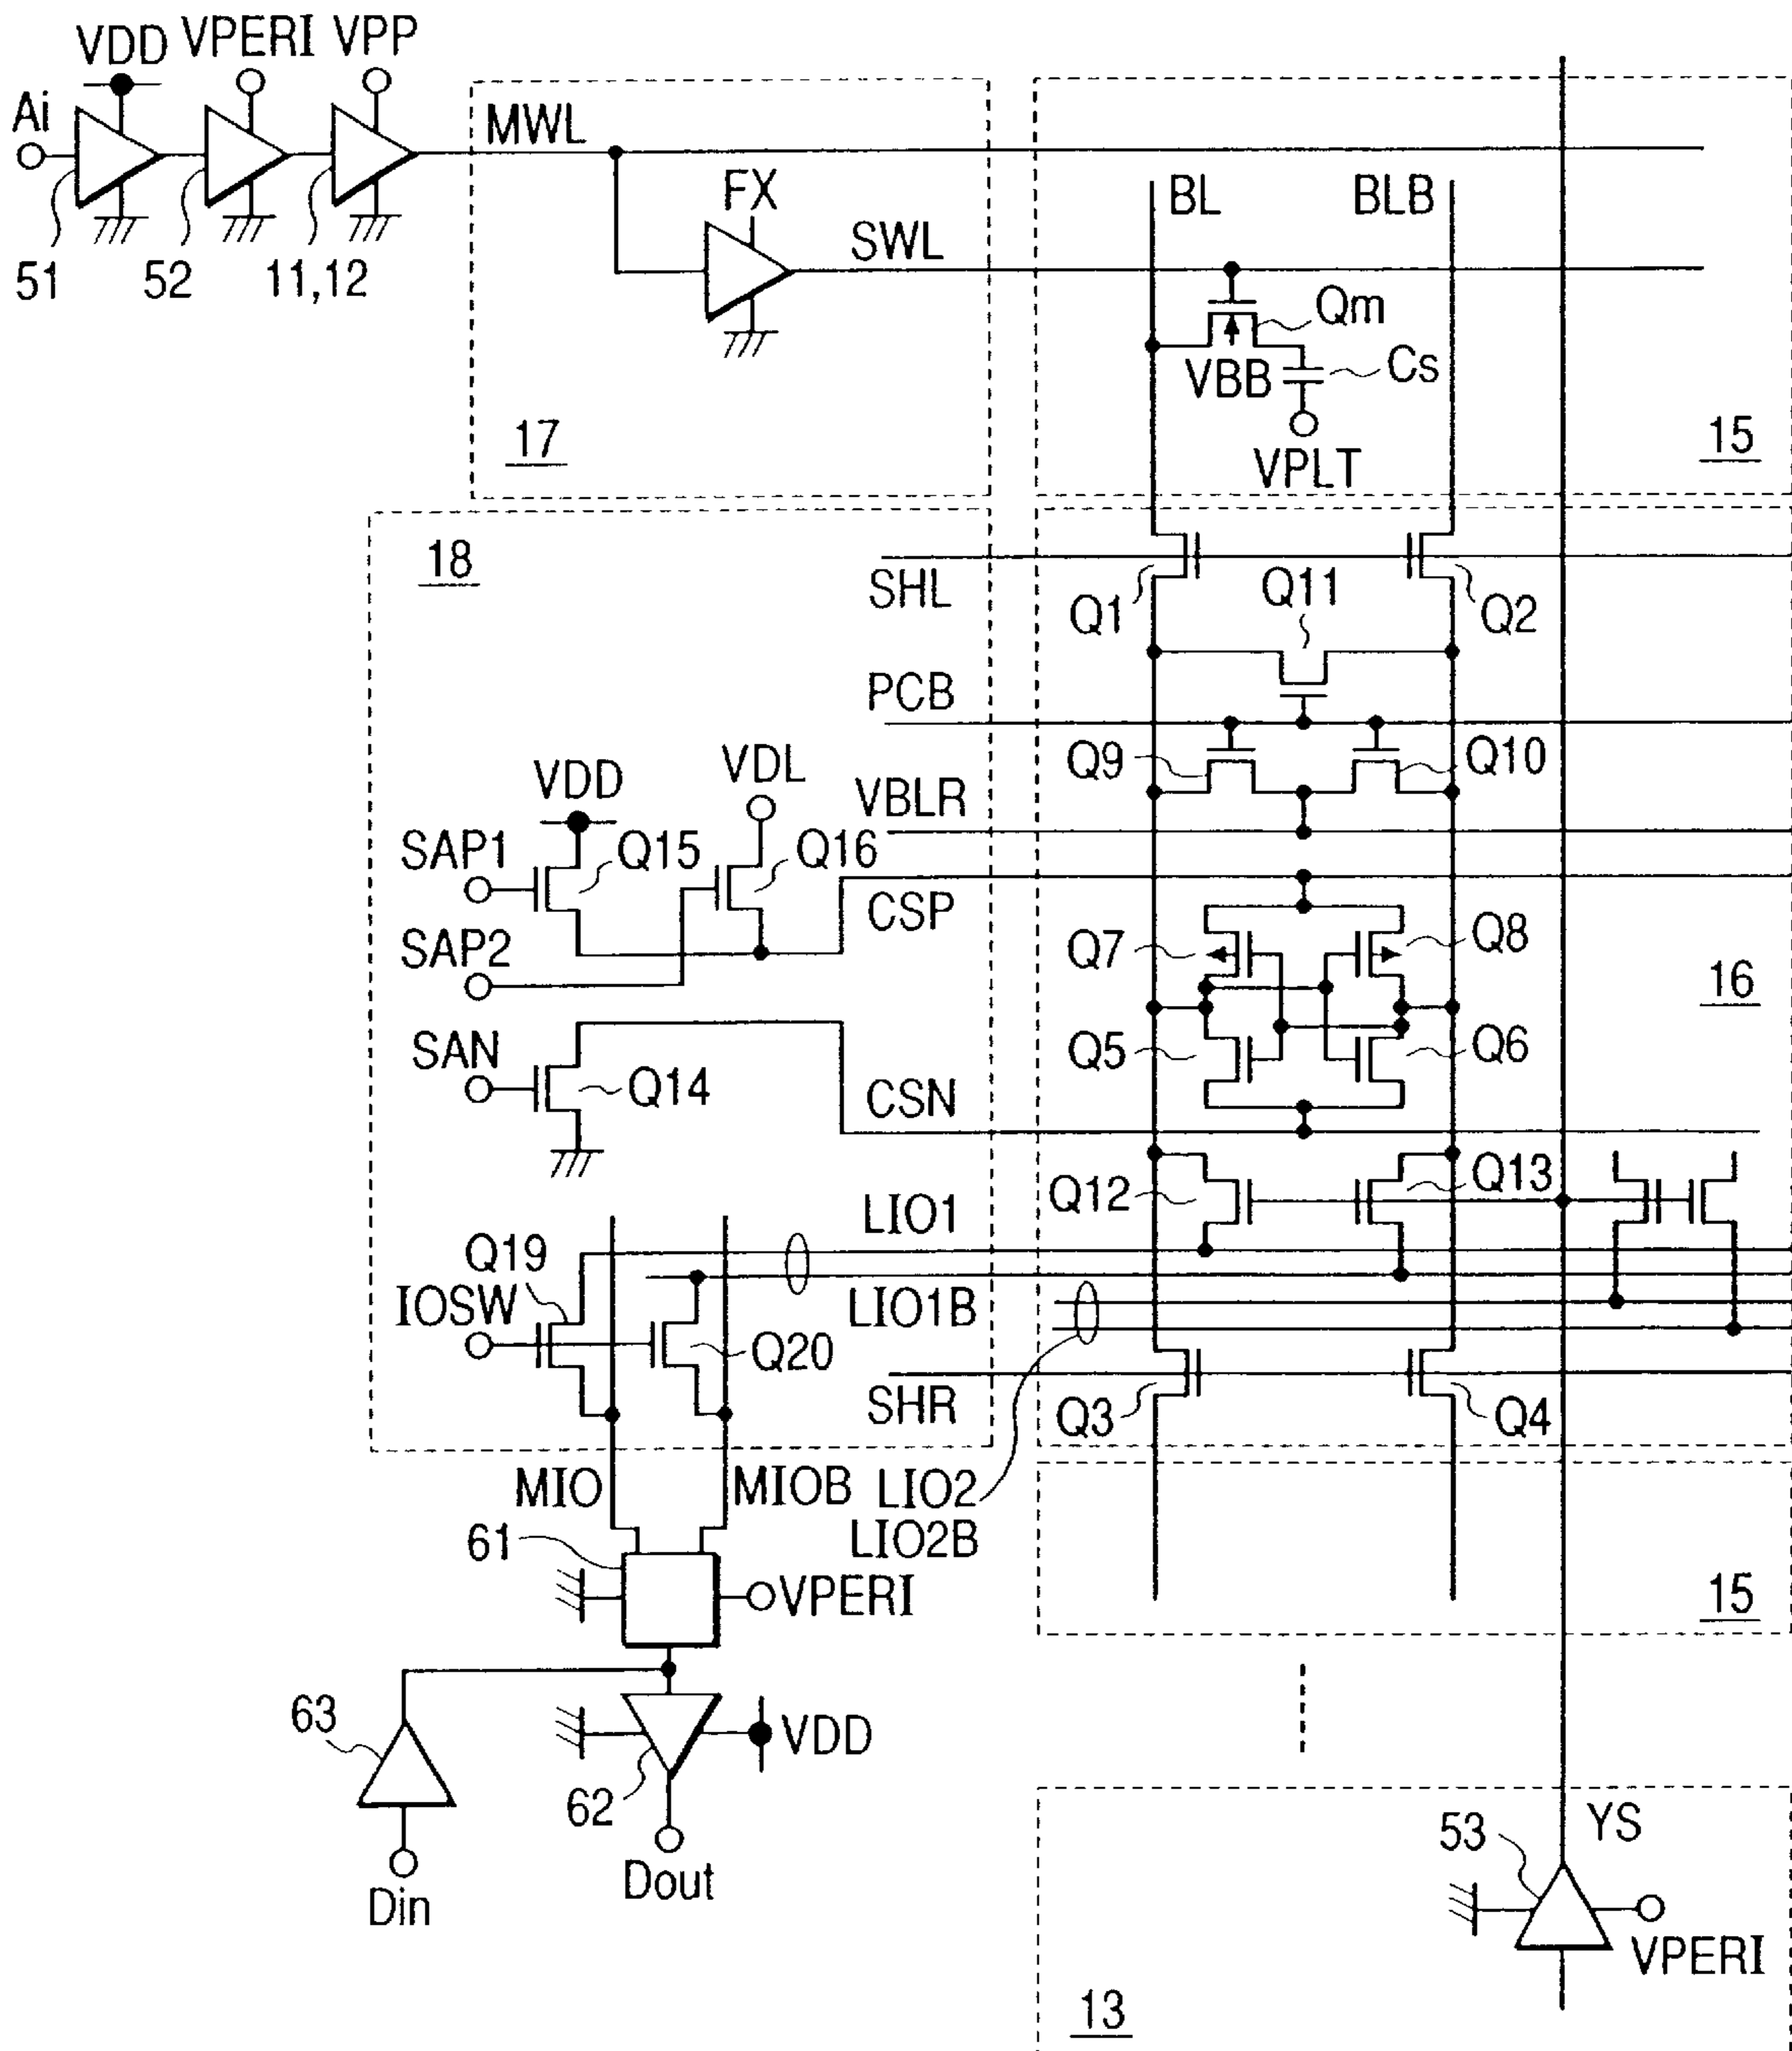 VDD VPERI VPP
Ai
MWL
51 52 11,12
FX
SWL
BL BLB
Qm
VBB
Cs
VPLT
17
15
18
SHL
Q1
Q11
Q2
PCB
Q9
Q10
VBLR
VDD
VDL
SAP1
Q15
Q16
CSP
SAP2
Q7
Q8
16
SAN
Q14
Q5
Q6
CSN
Q12
Q13
LIO1
Q19
IOSW
LIO1B
Q20
SHR
Q3
Q4
MIO
MIOB
LIO2
LIO2B
61
VPERI
15
63
VDD
62
Din
Dout
53
YS
VPERI
13